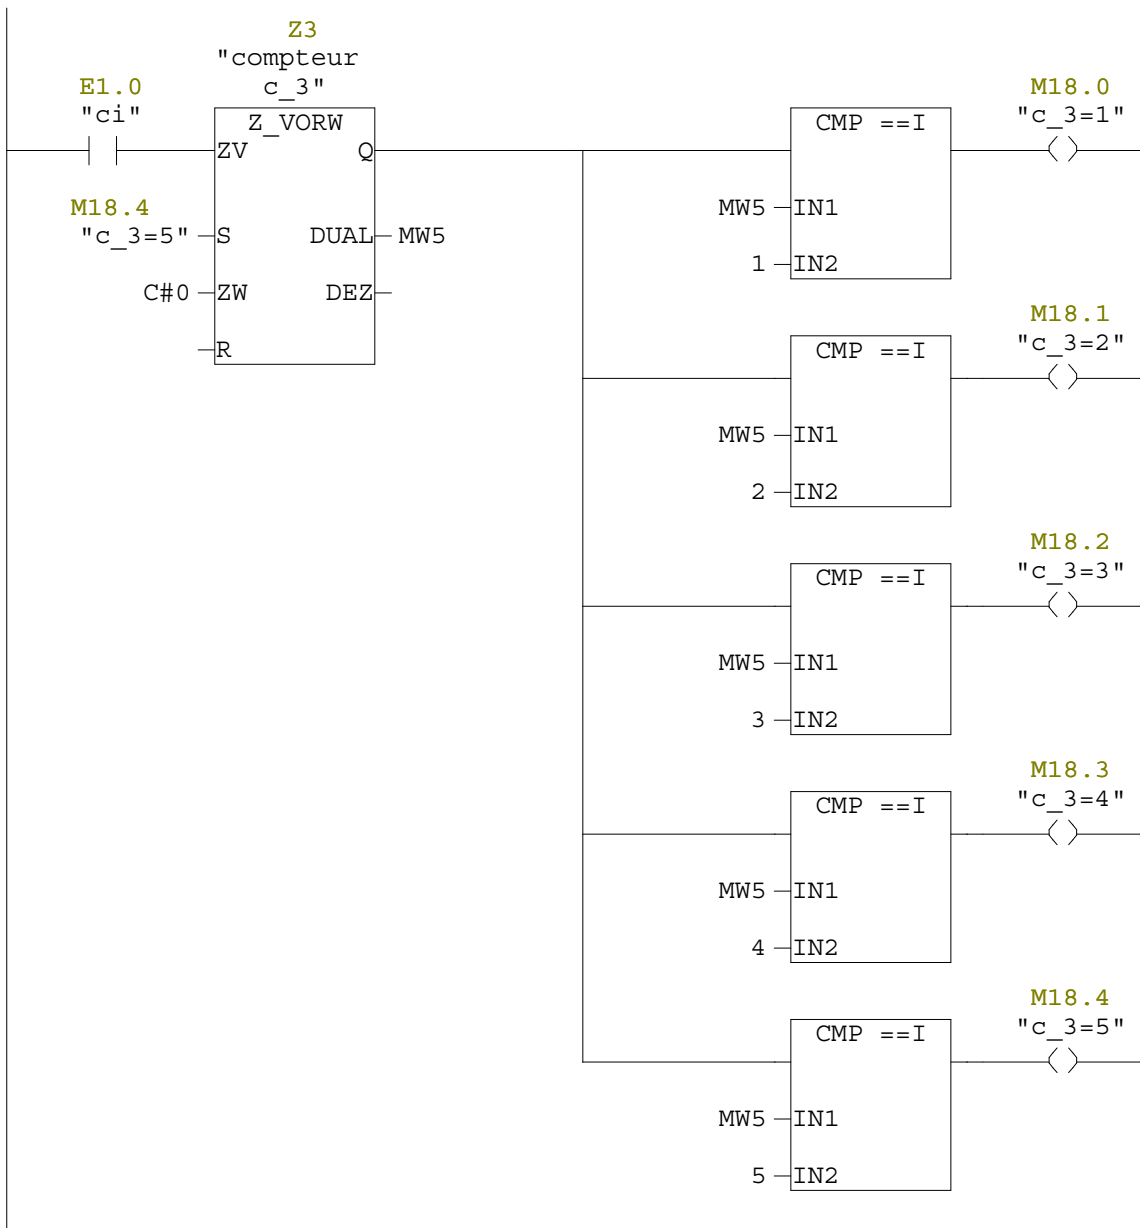 Z3
"compteur
c_3"
E1.0
"ci"
Z_VORW
ZV
Q
M18.4
"c_3=5"
S
DUAL
MW5
C#0
ZW
DEZ
R
M18.0
"c_3=1"
CMP ==I
MW5
IN1
1
IN2
M18.1
"c_3=2"
CMP ==I
MW5
IN1
2
IN2
M18.2
"c_3=3"
CMP ==I
MW5
IN1
3
IN2
M18.3
"c_3=4"
CMP ==I
MW5
IN1
4
IN2
M18.4
"c_3=5"
CMP ==I
MW5
IN1
5
IN2